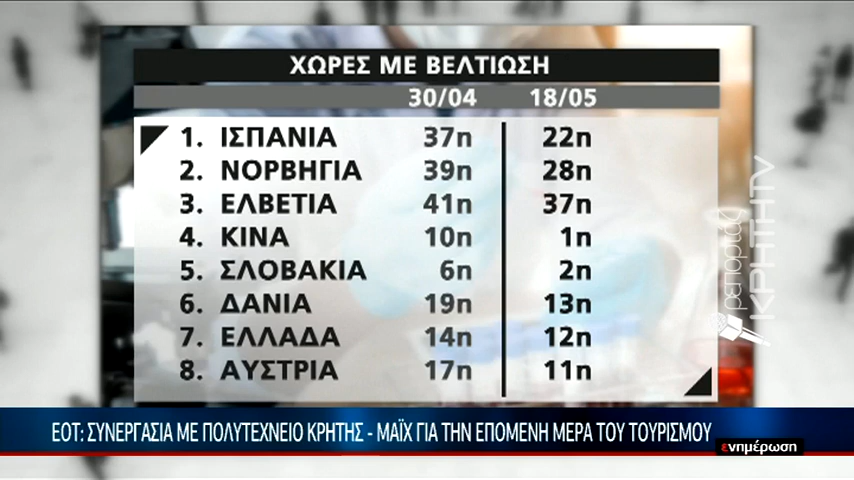 ΧΩΡΕΣ ΜΕ ΒΕΛΤΙΩΣΗ
30/04 18/05
1. ΙΣΠΑΝΙΑ 37η 22η
2. ΝΟΡΒΗΓΙΑ 39η 28η
3. ΕΛΒΕΤΙΑ 41η 37η
4. ΚΙΝΑ 10η 1η
5. ΣΛΟΒΑΚΙΑ 6η 2η
6. ΔΑΝΙΑ 19η 13η
7. ΕΛΛΑΔΑ 14η 12η
8. ΑΥΣΤΡΙΑ 17η 11η
ρεπορτάζ
ΚΡΗΤΗTV
ΕΟΤ: ΣΥΝΕΡΓΑΣΙΑ ΜΕ ΠΟΛΥΤΕΧΝΕΙΟ ΚΡΗΤΗΣ - ΜΑΪΧ ΓΙΑ ΤΗΝ ΕΠΟΜΕΝΗ ΜΕΡΑ ΤΟΥ ΤΟΥΡΙΣΜΟΥ
ενημέρωση